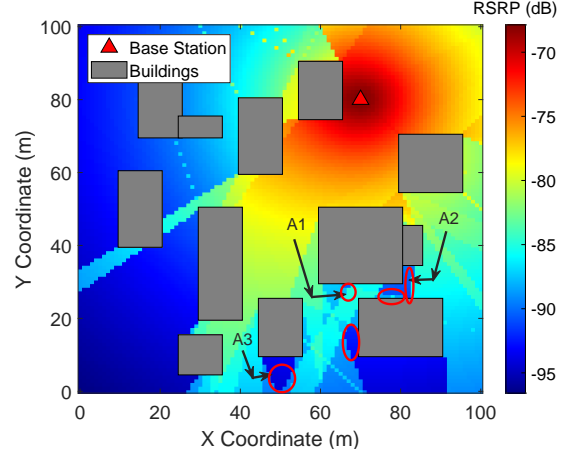 RSRP (dB)
100
80
60
40
20
0
Y Coordinate (m)
Base Station
Buildings
A1
A2
A3
0
20
40
60
80
100
X Coordinate (m)
-70
-75
-80
-85
-90
-95